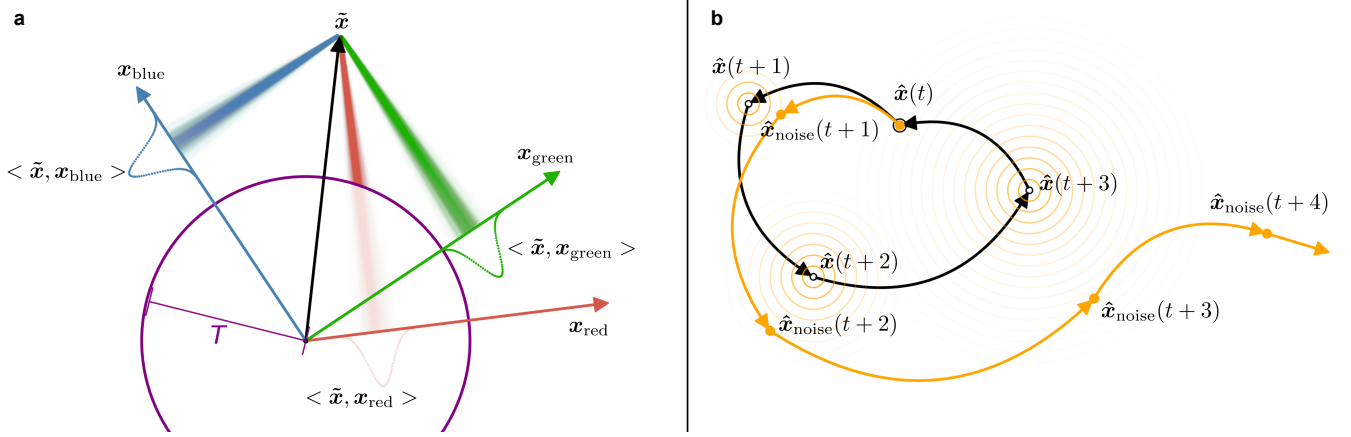 a
x̃
x_blue
< x̃, x_blue >
x_green
< x̃, x_green >
T
x_red
< x̃, x_red >
b
x̂(t + 1)
x̂(t)
x̂_noise(t + 1)
x̂(t + 3)
x̂_noise(t + 4)
x̂(t + 2)
x̂_noise(t + 3)
x̂_noise(t + 2)